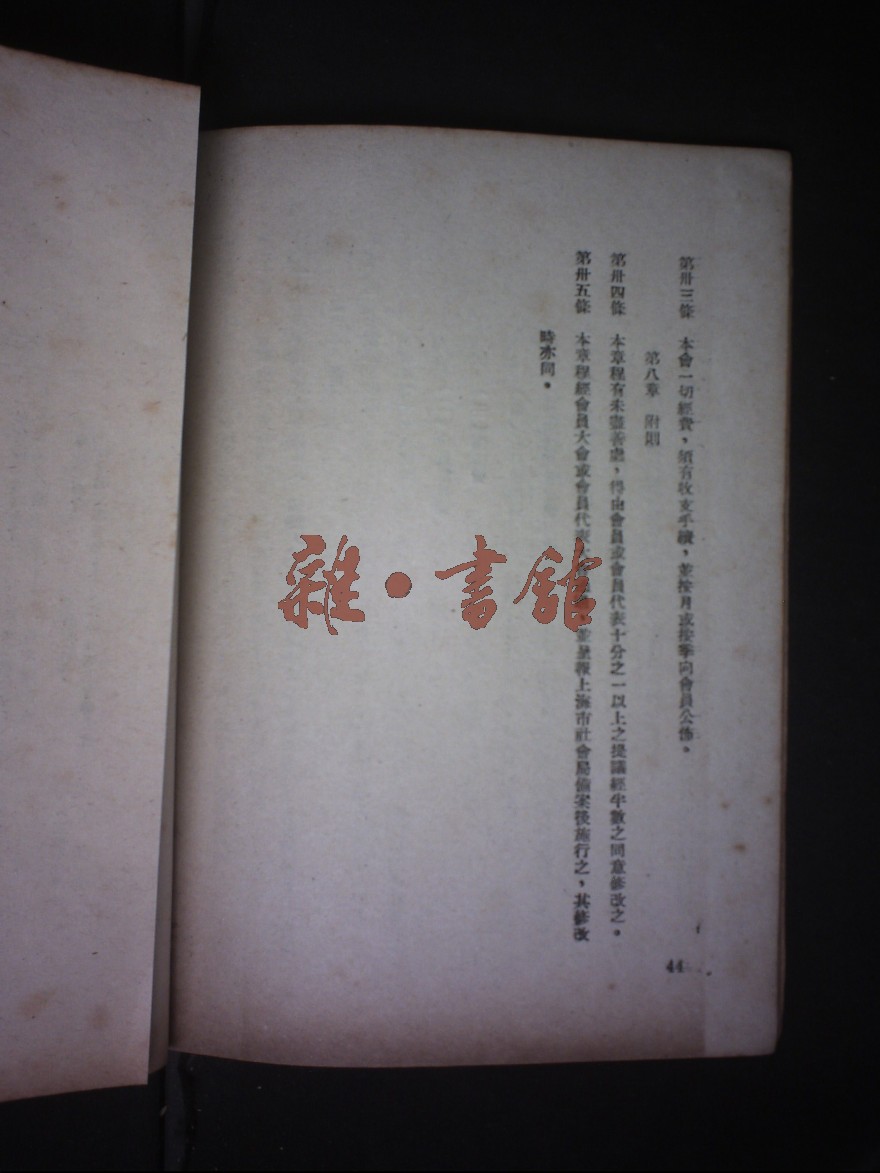 第卅三條　本會一切經費，須有收支手續，並按月或按季向會員公佈。
第八章　附則
第卅四條　本章程有未盡善處，得由會員或會員代表十分之一以上之提議經半數之同意修改之。
第卅五條　本章程經會員大會或會員代表　並呈報上海市社會局備案後施行之，其修改
時亦同。
44
雜·書館